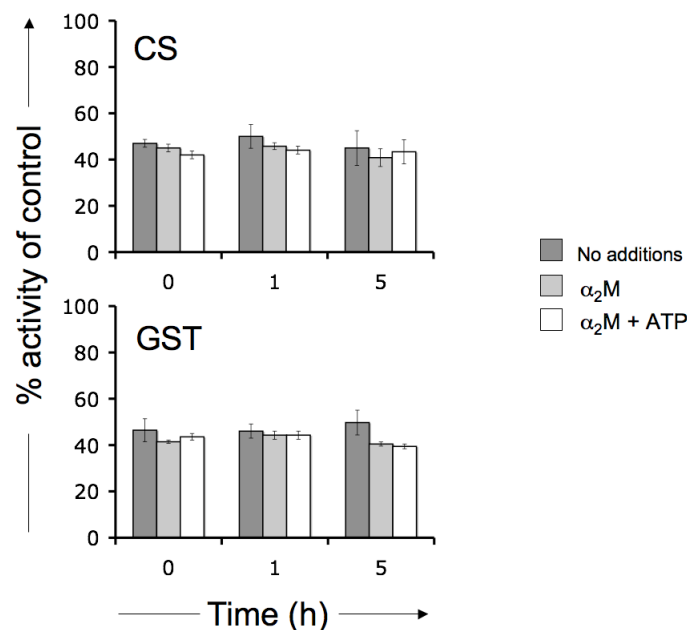 % activity of control
100
80
60
40
20
0
CS
0 1 5
100
80
60
40
20
0
GST
0 1 5
Time (h)
No additions
α₂M
α₂M + ATP